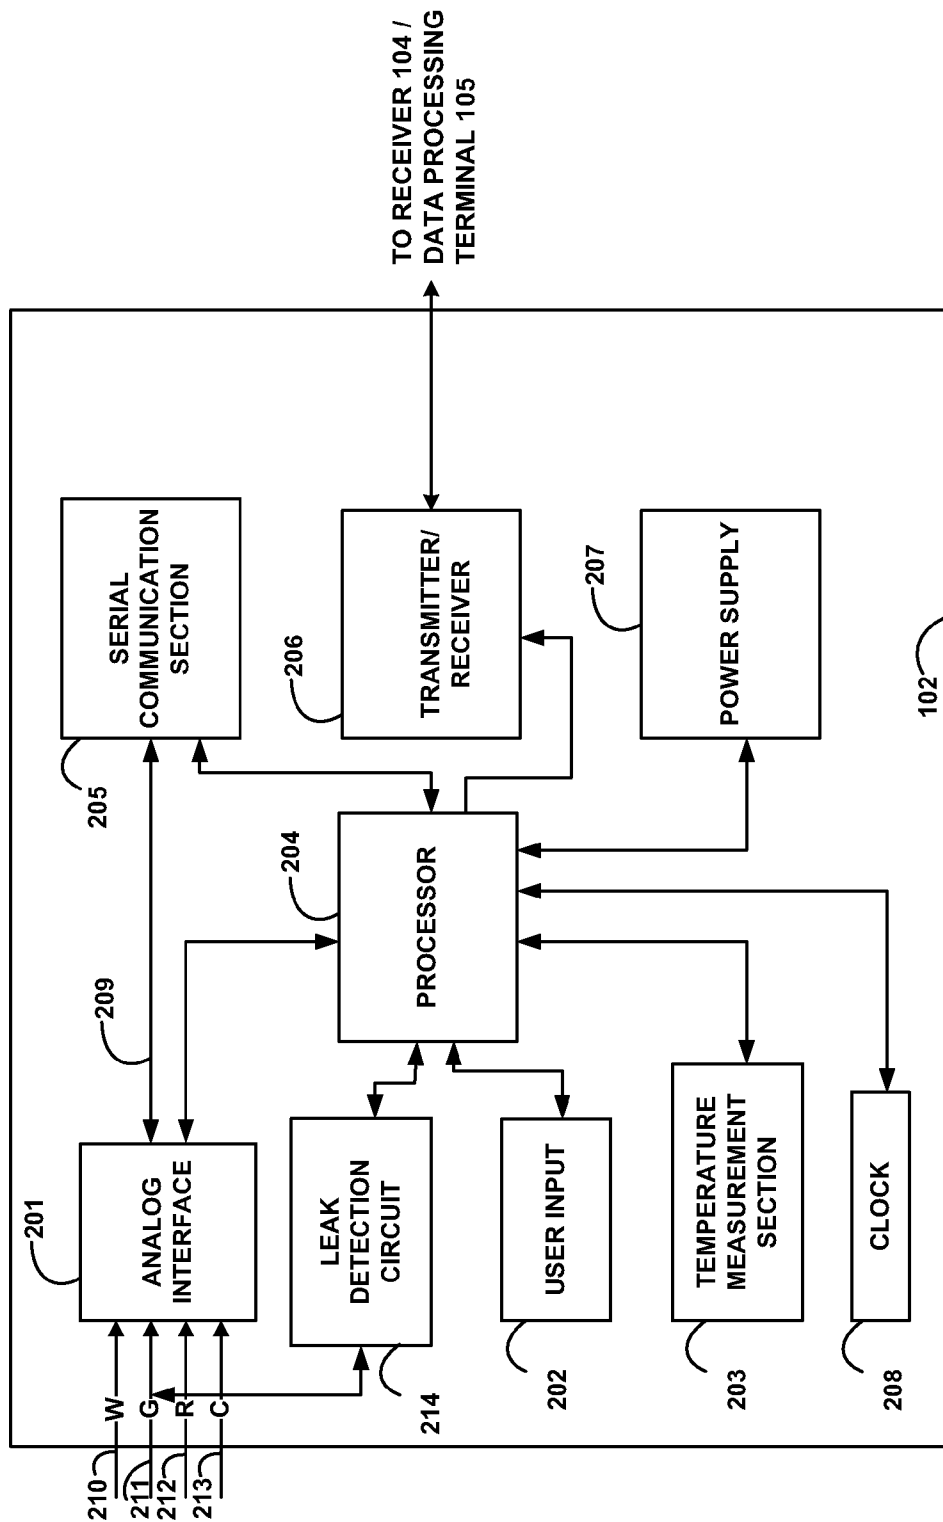 210
W
211
G
212
R
213
C
201
ANALOG
INTERFACE
209
205
SERIAL
COMMUNICATION
SECTION
214
LEAK
DETECTION
CIRCUIT
204
PROCESSOR
206
TRANSMITTER/
RECEIVER
TO RECEIVER 104 /
DATA PROCESSING
TERMINAL 105
202
USER INPUT
207
POWER SUPPLY
203
TEMPERATURE
MEASUREMENT
SECTION
208
CLOCK
102